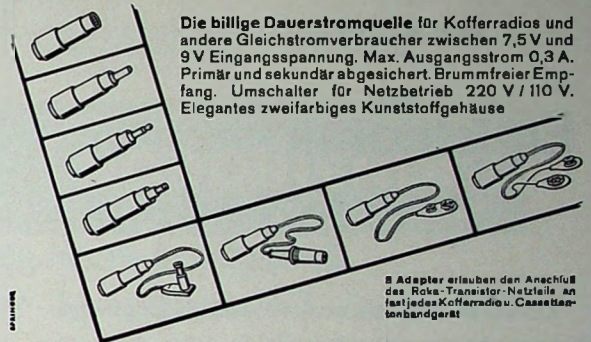 Die billige Dauerstromquelle für Kofferradios und
andere Gleichstromverbraucher zwischen 7,5 V und
9 V Eingangsspannung. Max. Ausgangsstrom 0,3 A.
Primär und sekundär abgesichert. Brummfreier Emp-
fang. Umschalter für Netzbetrieb 220 V / 110 V.
Elegantes zweifarbiges Kunststoffgehäuse
8 Adapter erlauben den Anschluß
des Roka-Transistor-Netzteils an
fast jedes Kofferradio u. Cassetten-
tonbandgerät